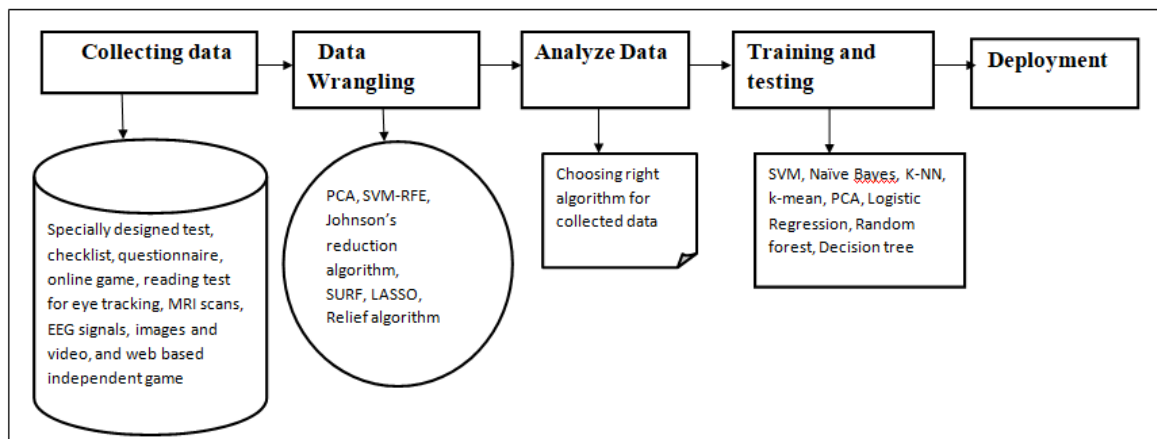 Collecting data
Data
Wrangling
Analyze Data
Training and
testing
Deployment
Specially designed test,
checklist, questionnaire,
online game, reading test
for eye tracking, MRI scans,
EEG signals, images and
video, and web based
independent game
PCA, SVM-RFE,
Johnson's
reduction
algorithm,
SURF, LASSO,
Relief algorithm
Choosing right
algorithm for
collected data
SVM, Naïve Bayes, K-NN,
k-mean, PCA, Logistic
Regression, Random
forest, Decision tree